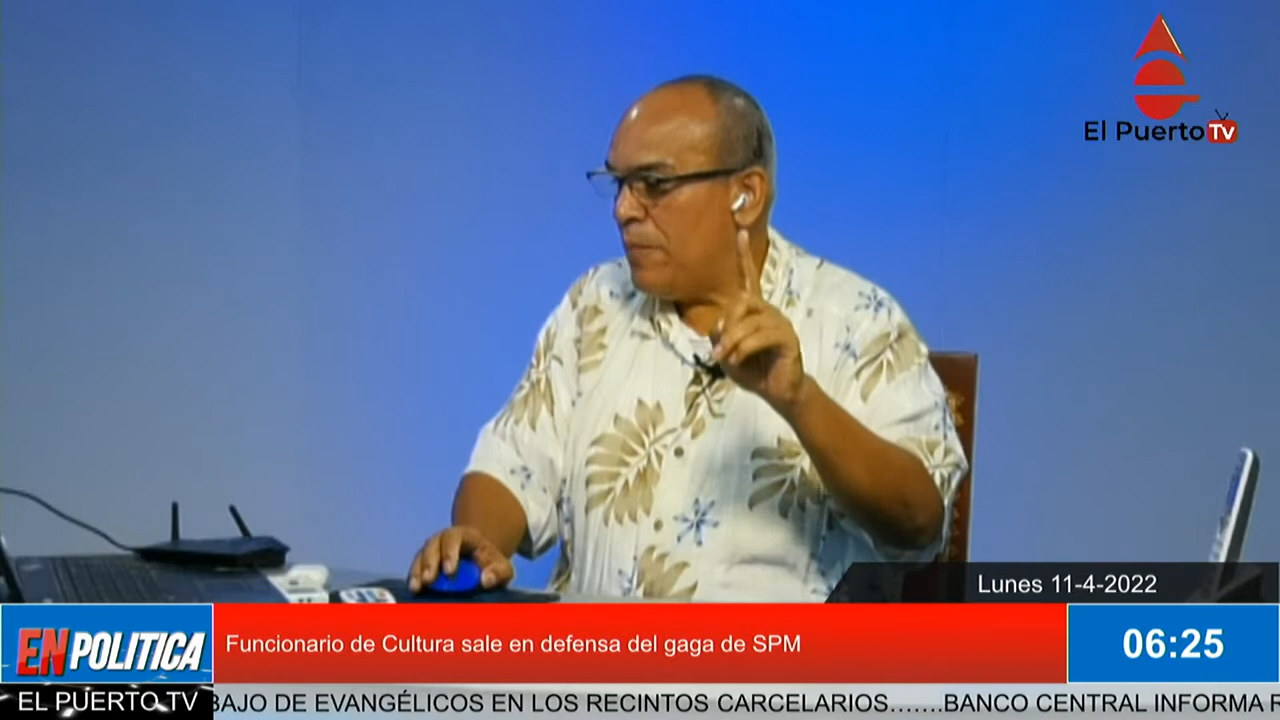 El Puerto TV
Lunes 11-4-2022
EN POLITICA
Funcionario de Cultura sale en defensa del gaga de SPM
06:25
EL PUERTO TV
BAJO DE EVANGÉLICOS EN LOS RECINTOS CARCELARIOS.......BANCO CENTRAL INFORMA R